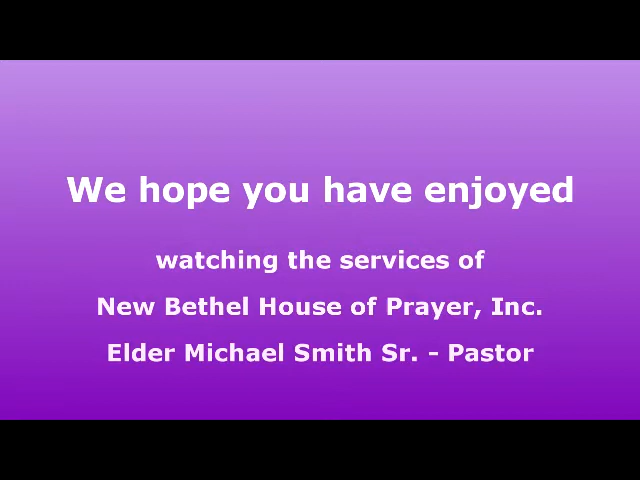 We hope you have enjoyed
watching the services of
New Bethel House of Prayer, Inc.
Elder Michael Smith Sr. - Pastor